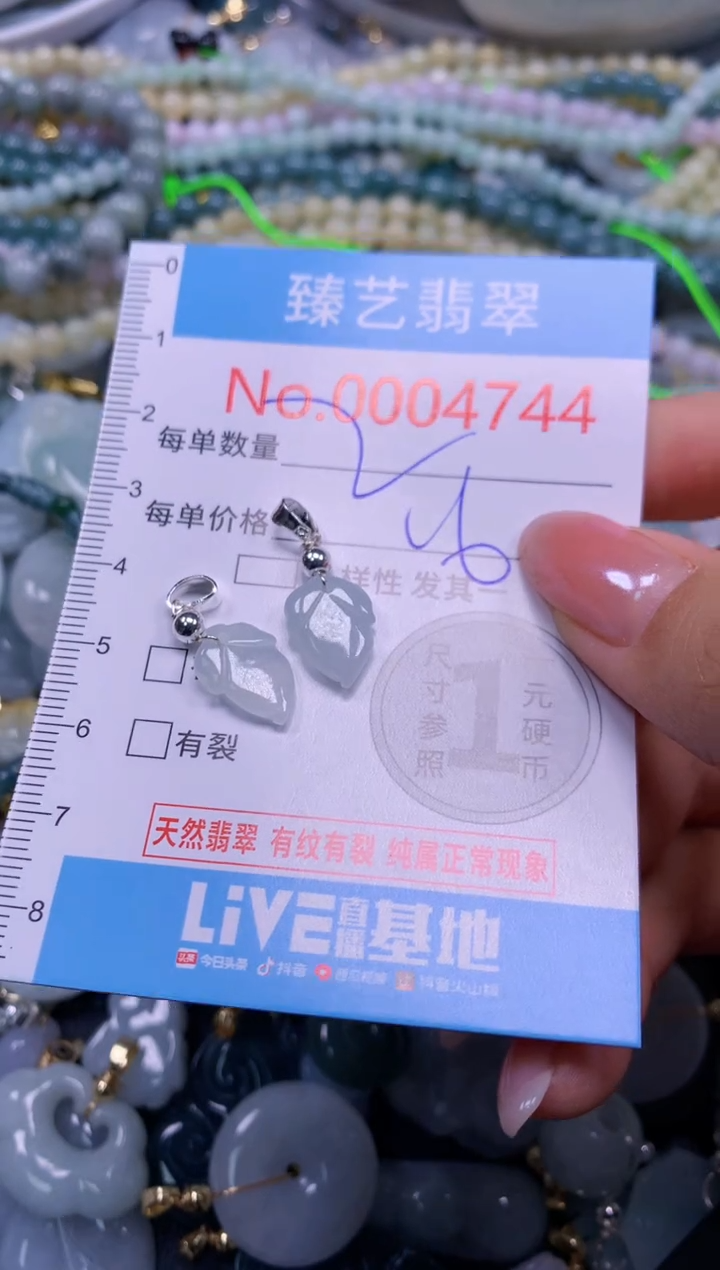 臻艺翡翠
No.0004744
每单数量
每单价格
样性 发其一
尺寸参照
1
元硬币
有裂
天然翡翠 有纹有裂 纯属正常现象
LiVE直播基地
头条 今日头条 抖音 抖音火山版
0
1
2
3
4
5
6
7
8